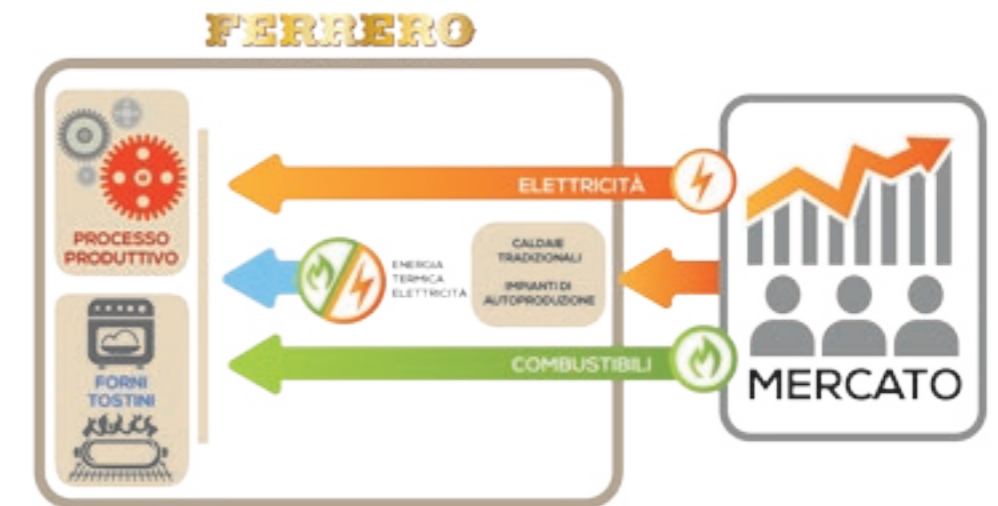 FERRERO
PROCESSO
PRODUTTIVO
FORNI
TOSTINI
ELETTRICITÀ
ENERGIA
TERMICA
ELETTRICITÀ
CALDAIE
TRADIZIONALI
IMPIANTI DI
AUTOPRODUZIONE
COMBUSTIBILI
MERCATO